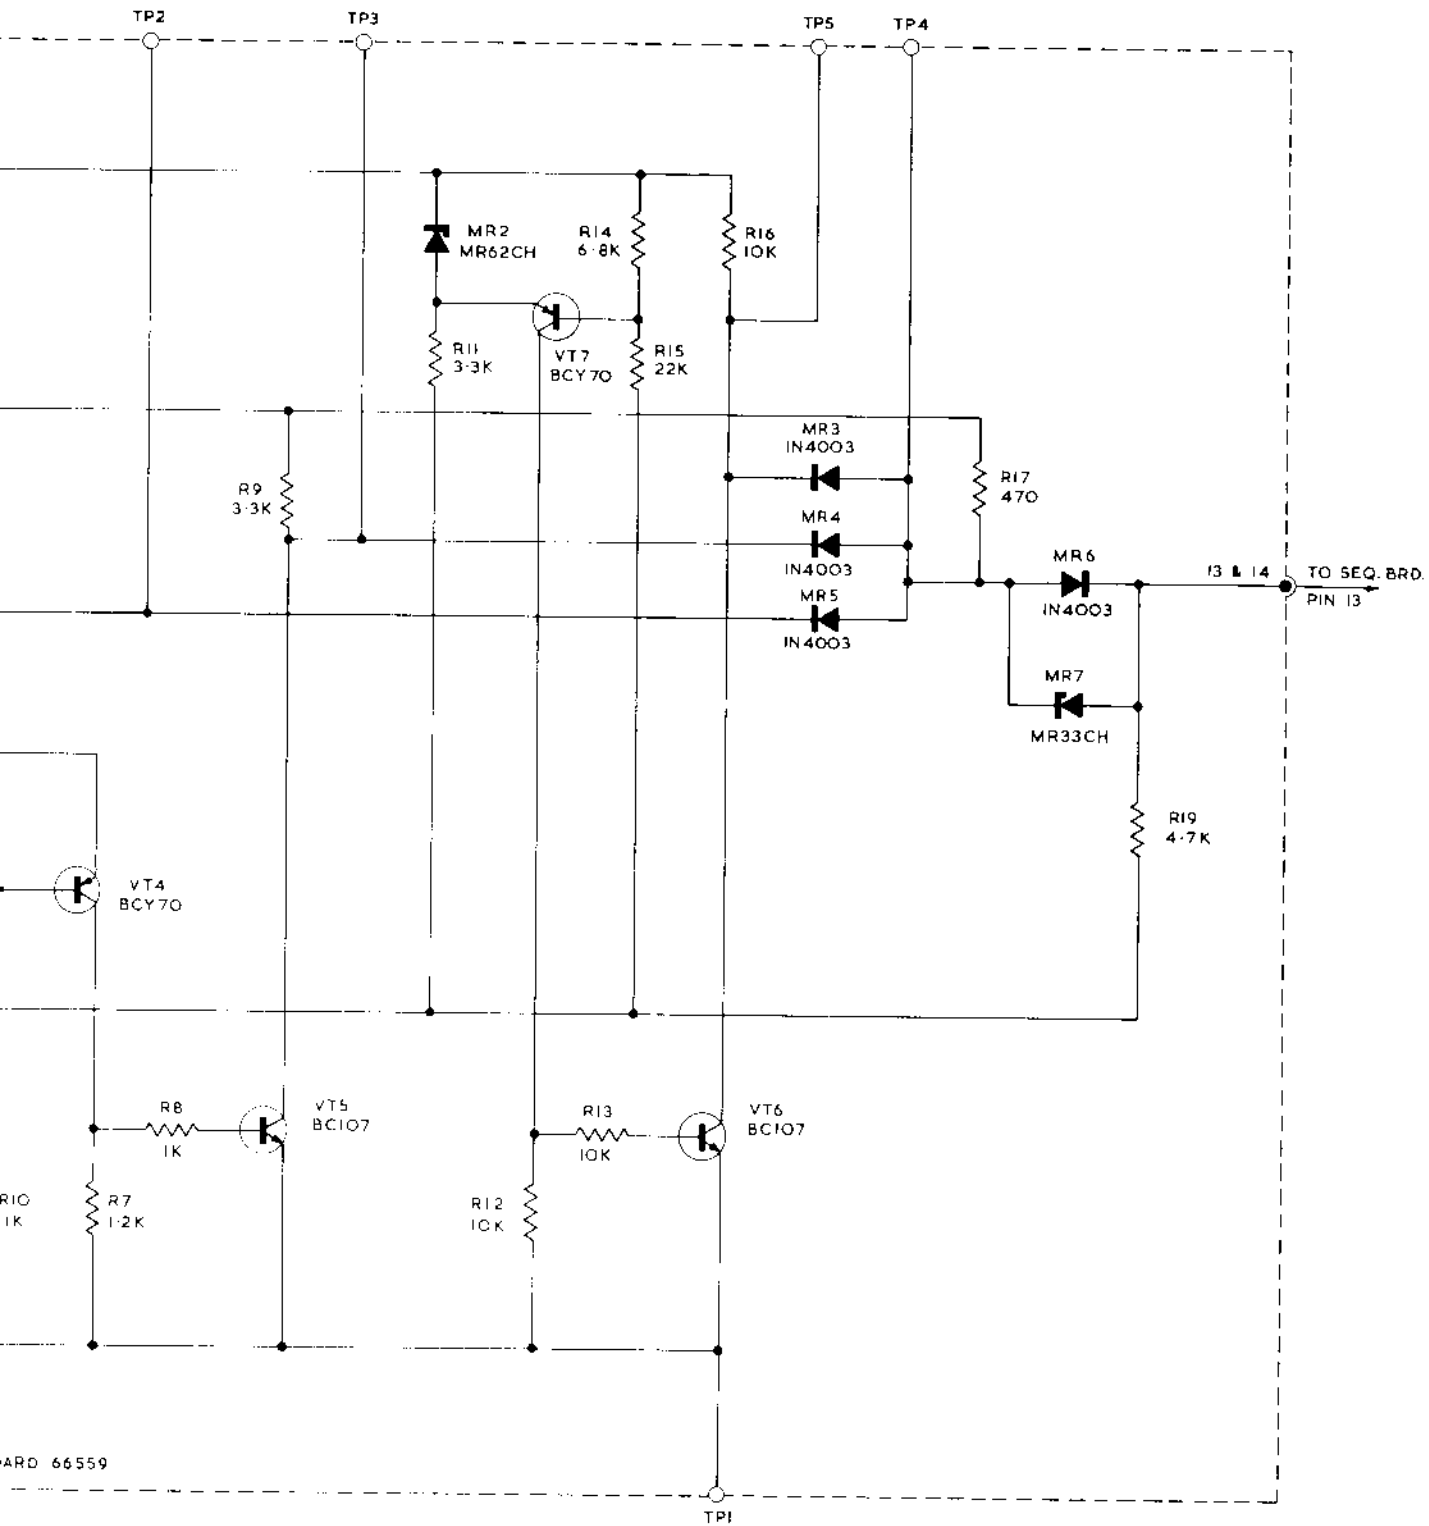 TP2
TP3
TP5
TP4
MR2
MR62CH
R14
6·8K
R16
10K
R11
3·3K
VT7
BCY70
R15
22K
MR3
IN4003
R9
3·3K
R17
470
MR4
IN4003
MR5
IN4003
MR6
IN4003
13 & 14
TO SEQ. BRD.
PIN 13
MR7
MR33CH
R19
4·7K
VT4
BCY70
R8
1K
VT5
BC107
R13
10K
VT6
BC107
R10
1K
R7
1·2K
R12
10K
ARD 66559
TP1